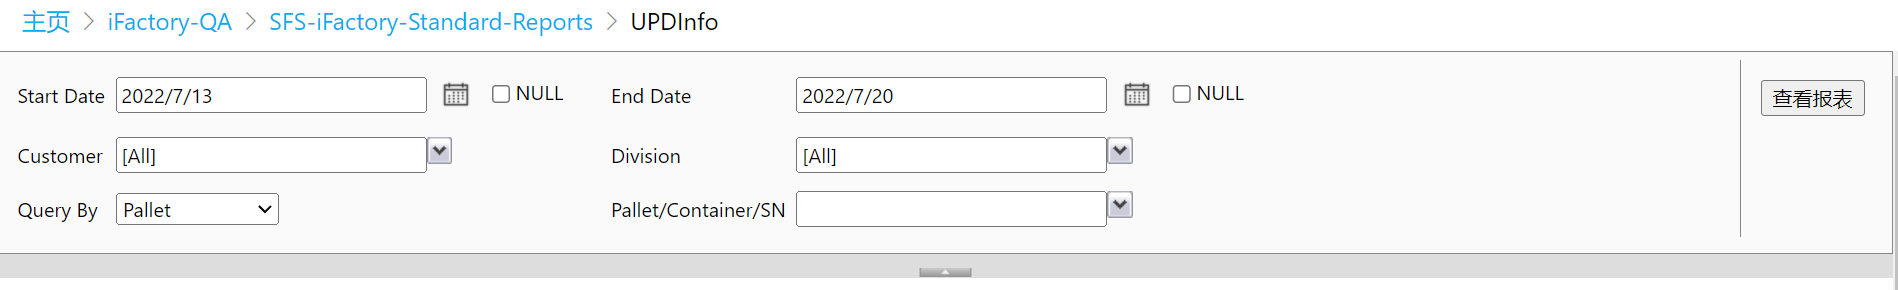 主页 > iFactory-QA > SFS-iFactory-Standard-Reports > UPDInfo
Start Date 2022/7/13 NULL End Date 2022/7/20 NULL 查看报表
Customer [All] Division [All]
Query By Pallet Pallet/Container/SN